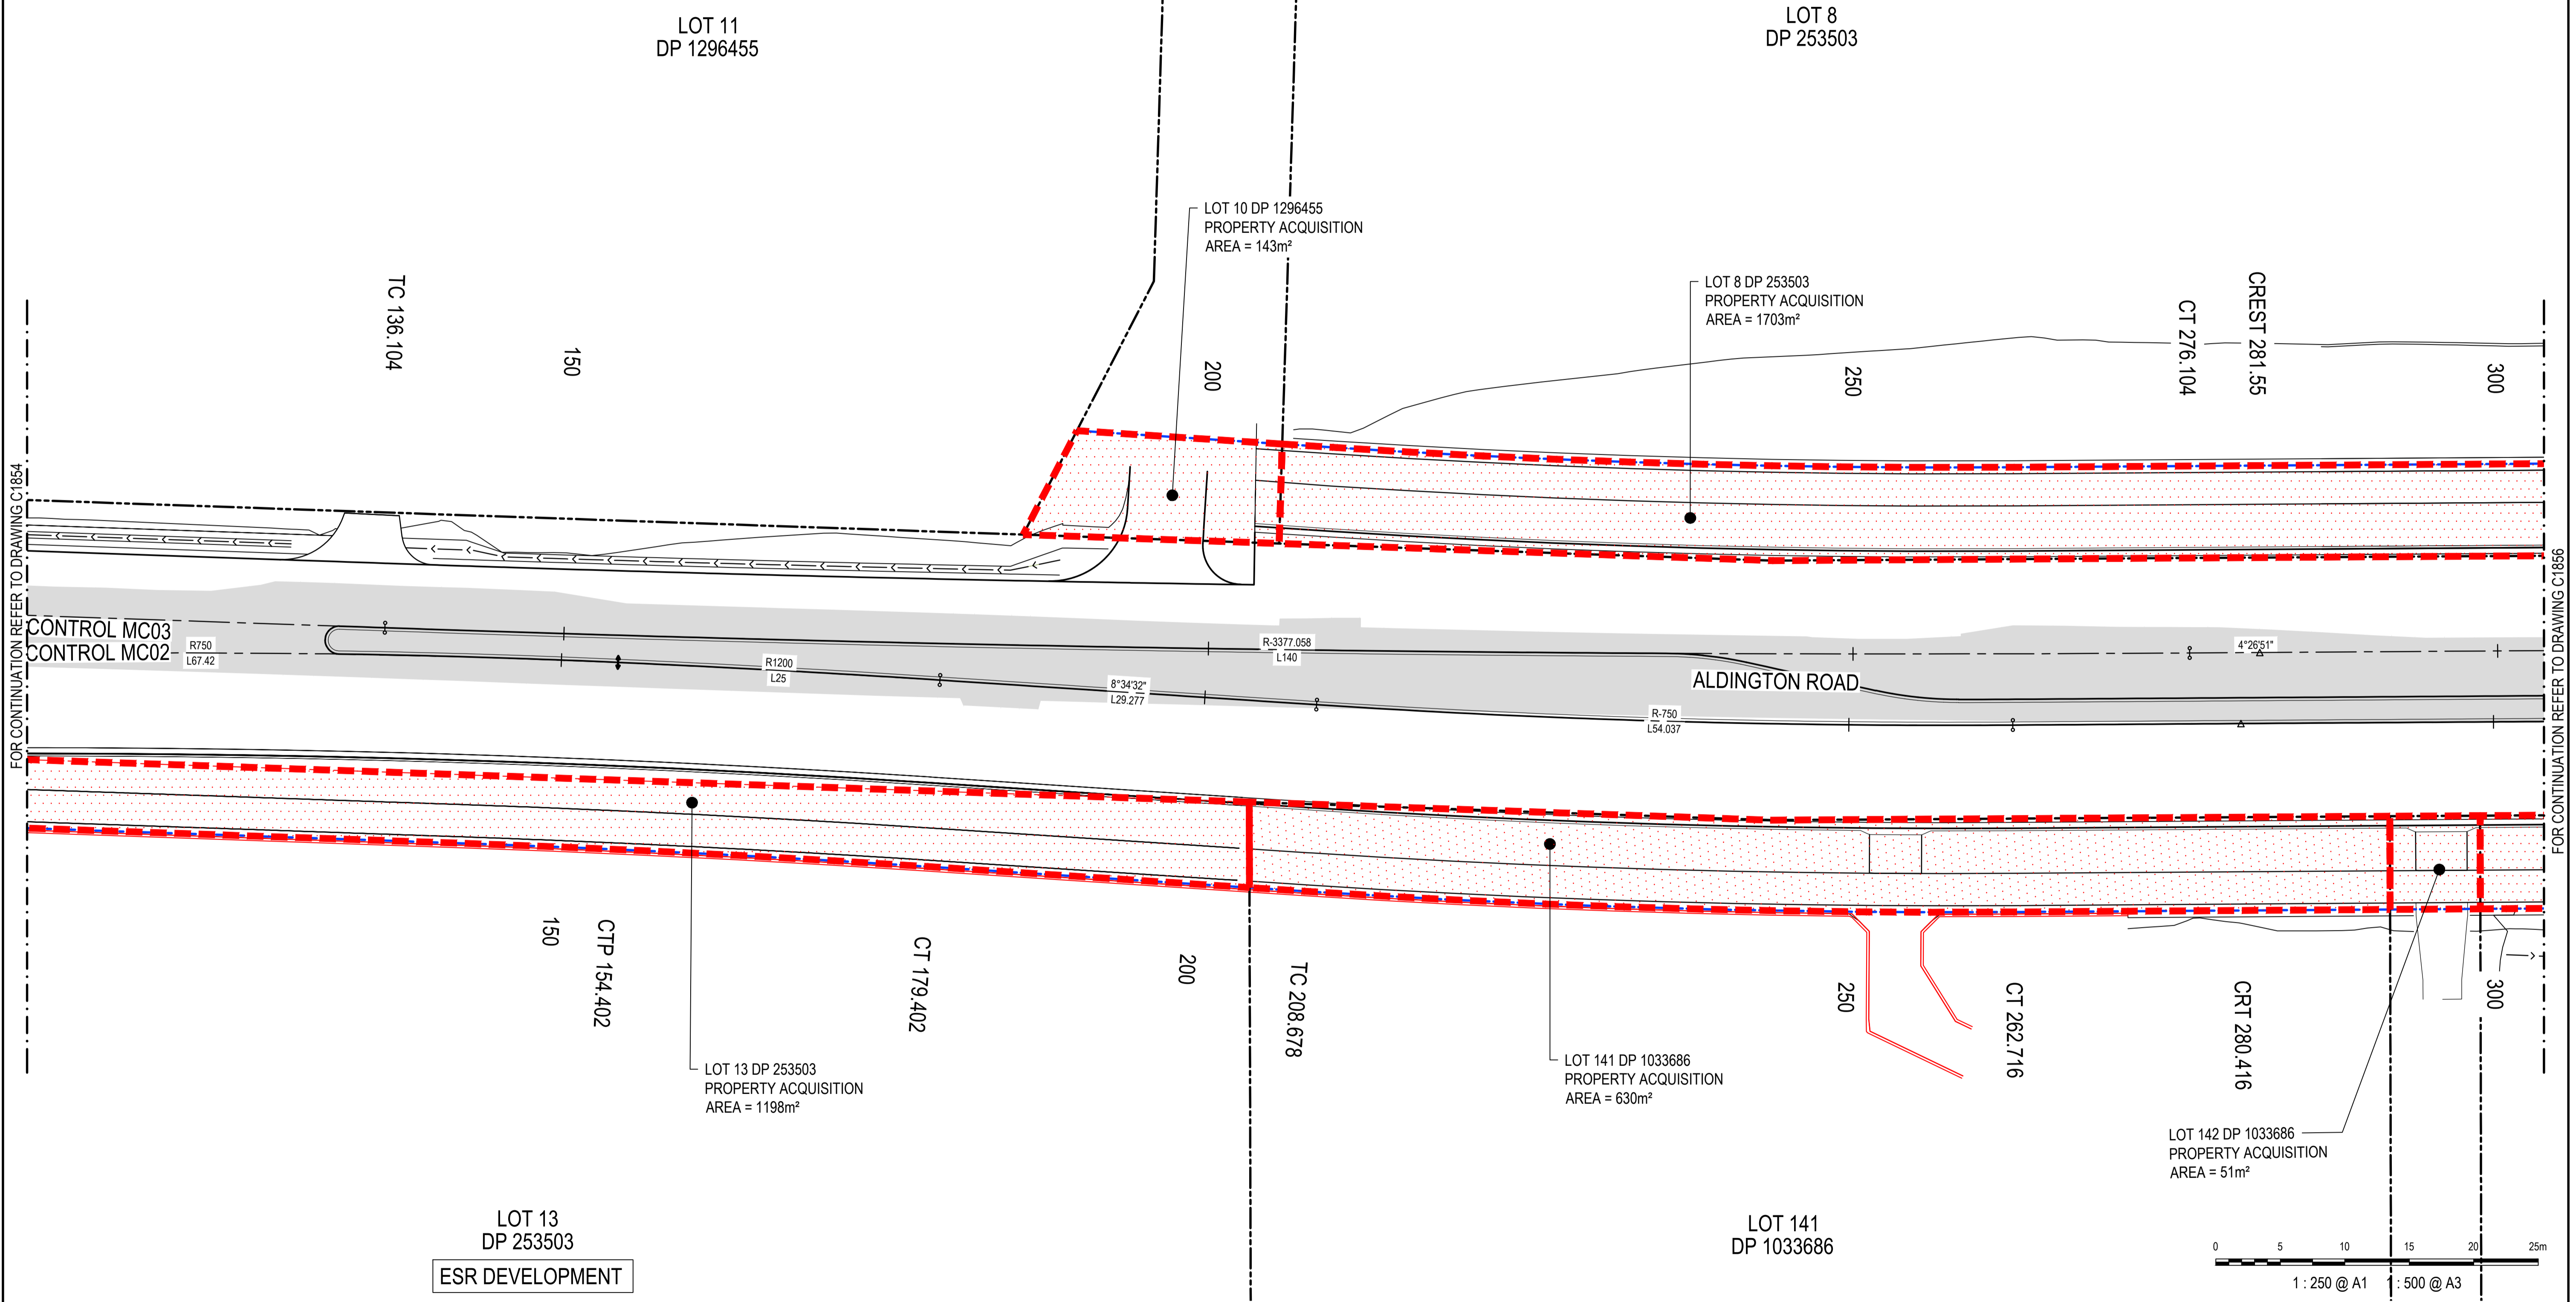 LOT 11
DP 1296455
LOT 8
DP 253503
LOT 10 DP 1296455
PROPERTY ACQUISITION
AREA = 143m²
LOT 8 DP 253503
PROPERTY ACQUISITION
AREA = 1703m²
TC 136.104
150
200
250
CT 276.104
CREST 281.55
300
FOR CONTINUATION REFER TO DRAWING C1854
FOR CONTINUATION REFER TO DRAWING C1856
CONTROL MC03
CONTROL MC02
R750
L67.42
R1200
L25
8°34'32"
L29.277
R-3377.058
L140
R-750
L54.037
4°26'51"
ALDINGTON ROAD
150
CTP 154.402
CT 179.402
200
TC 208.678
250
CT 262.716
CRT 280.416
300
LOT 13 DP 253503
PROPERTY ACQUISITION
AREA = 1198m²
LOT 141 DP 1033686
PROPERTY ACQUISITION
AREA = 630m²
LOT 142 DP 1033686
PROPERTY ACQUISITION
AREA = 51m²
LOT 13
DP 253503
ESR DEVELOPMENT
LOT 141
DP 1033686
0 5 10 15 20 25m
1 : 250 @ A1 1 : 500 @ A3